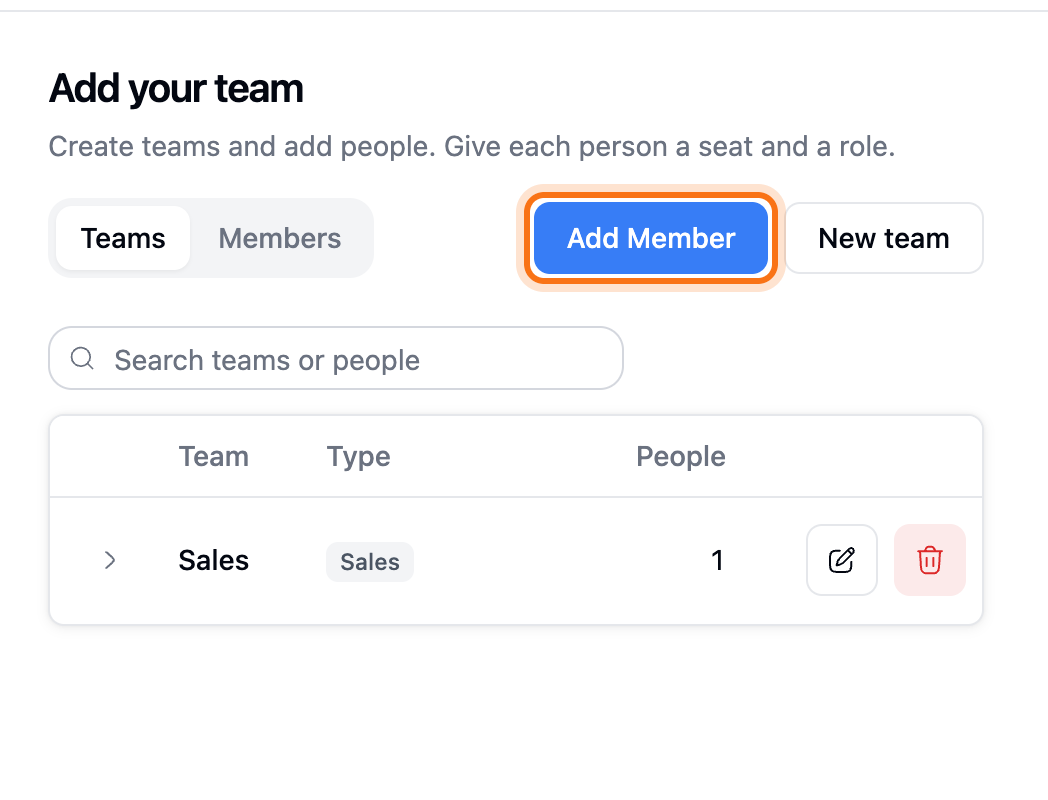 Add your team
Create teams and add people. Give each person a seat and a role.
Teams Members Add Member New team
Search teams or people
Team Type People
Sales Sales 1